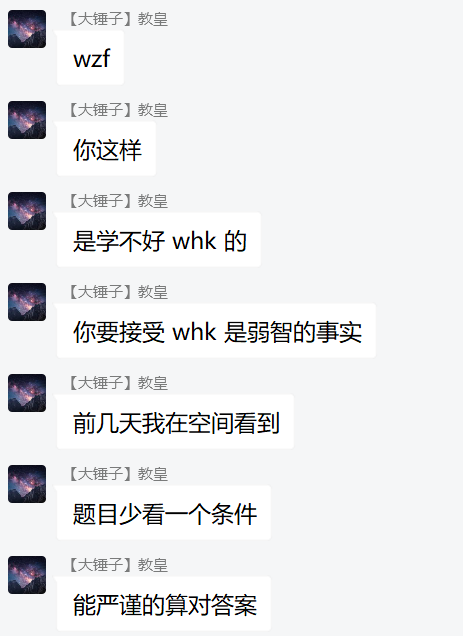 【大锤子】教皇
wzf
【大锤子】教皇
你这样
【大锤子】教皇
是学不好 whk 的
【大锤子】教皇
你要接受 whk 是弱智的事实
【大锤子】教皇
前几天我在空间看到
【大锤子】教皇
题目少看一个条件
【大锤子】教皇
能严谨的算对答案